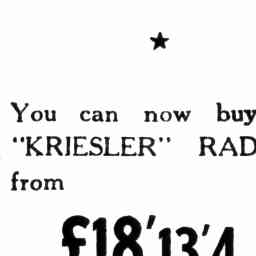 ★
You can now buy
"KRIESLER" RAD
from
£18'13'4